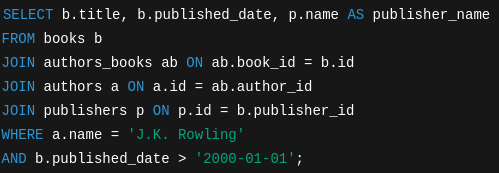 SELECT b.title, b.published_date, p.name AS publisher_name
FROM books b
JOIN authors_books ab ON ab.book_id = b.id
JOIN authors a ON a.id = ab.author_id
JOIN publishers p ON p.id = b.publisher_id
WHERE a.name = 'J.K. Rowling'
AND b.published_date > '2000-01-01';